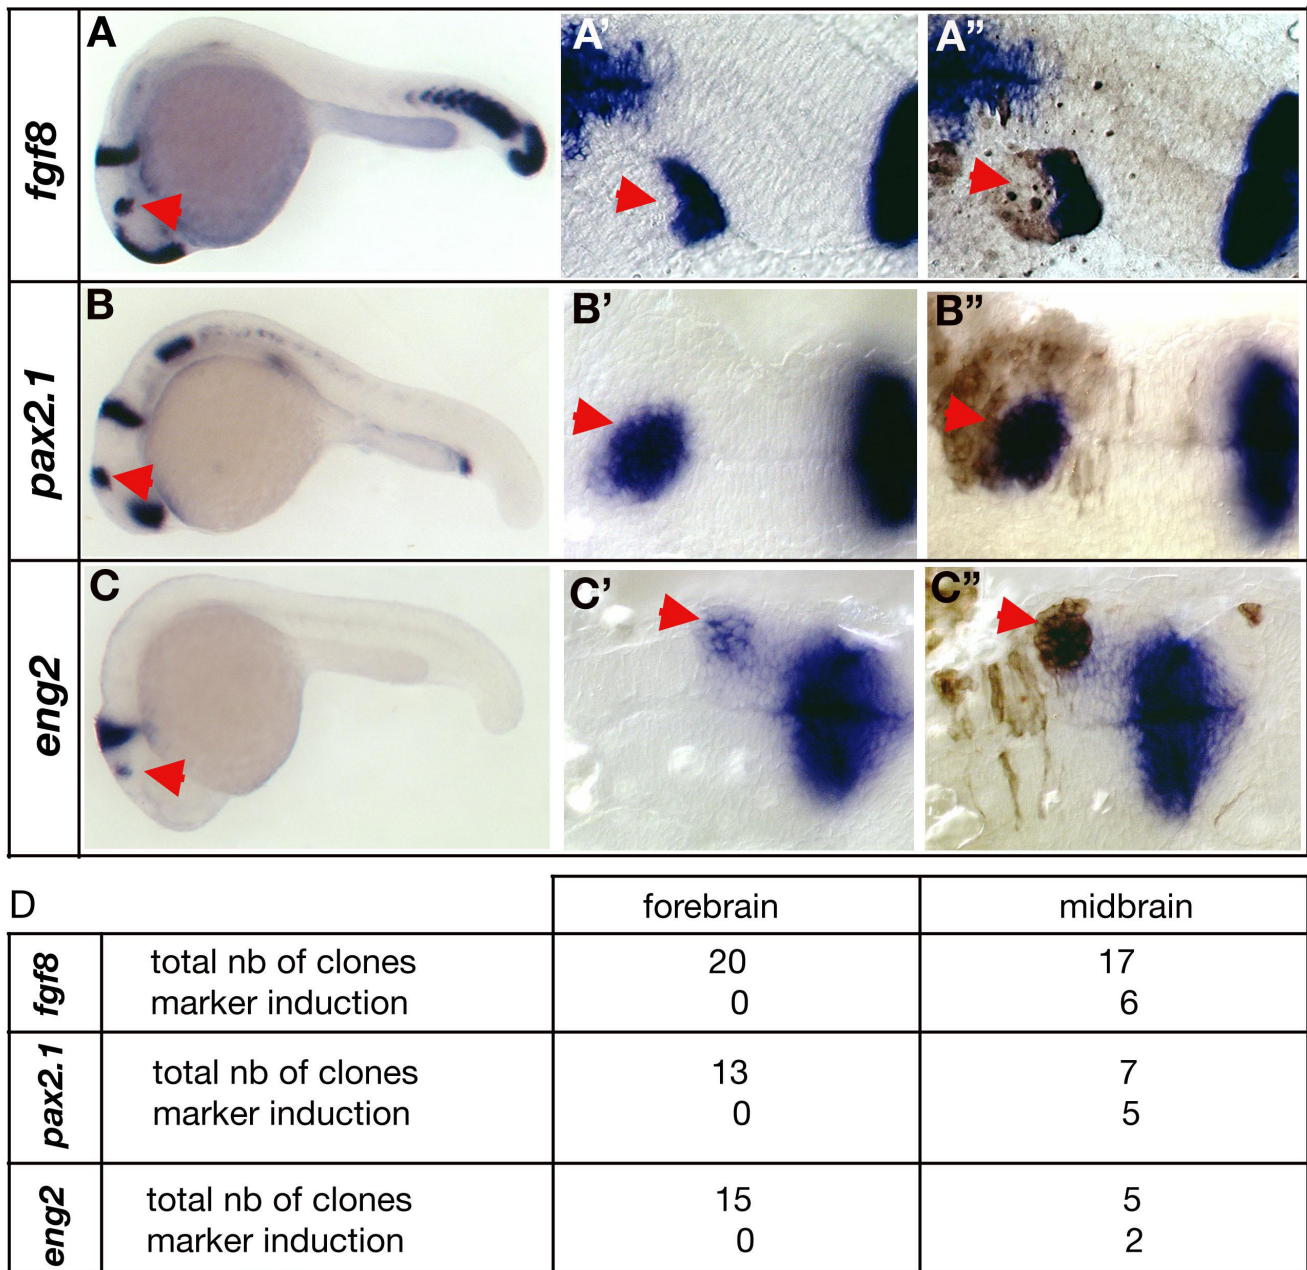 A
A’
A”
fgf8
B
B’
B”
pax2.1
C
C’
C”
eng2
D
forebrain midbrain
fgf8
total nb of clones 20 17
marker induction 0 6
pax2.1
total nb of clones 13 7
marker induction 0 5
eng2
total nb of clones 15 5
marker induction 0 2